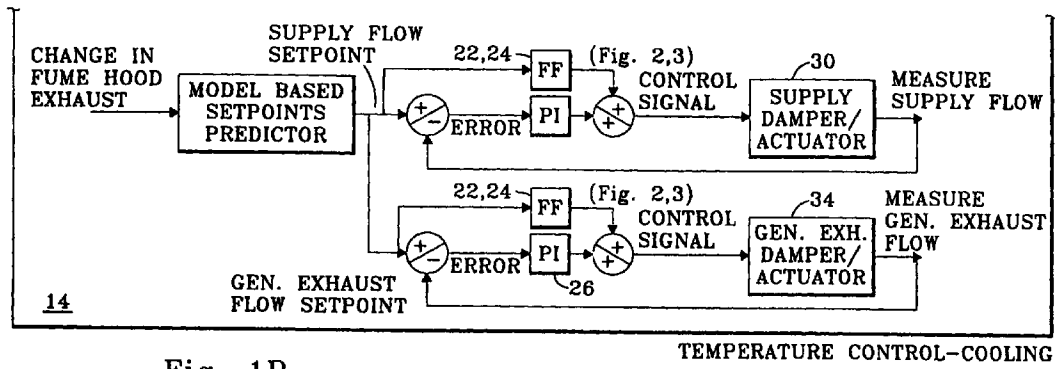 CHANGE IN
FUME HOOD
EXHAUST
MODEL BASED
SETPOINTS
PREDICTOR
SUPPLY FLOW
SETPOINT
22,24
FF
(Fig. 2,3)
CONTROL
SIGNAL
+
−
ERROR
PI
+
+
30
SUPPLY
DAMPER/
ACTUATOR
MEASURE
SUPPLY FLOW
22,24
FF
(Fig. 2,3)
CONTROL
SIGNAL
+
−
ERROR
PI
26
+
+
34
GEN. EXH.
DAMPER/
ACTUATOR
MEASURE
GEN. EXHAUST
FLOW
GEN. EXHAUST
FLOW SETPOINT
14
TEMPERATURE CONTROL-COOLING